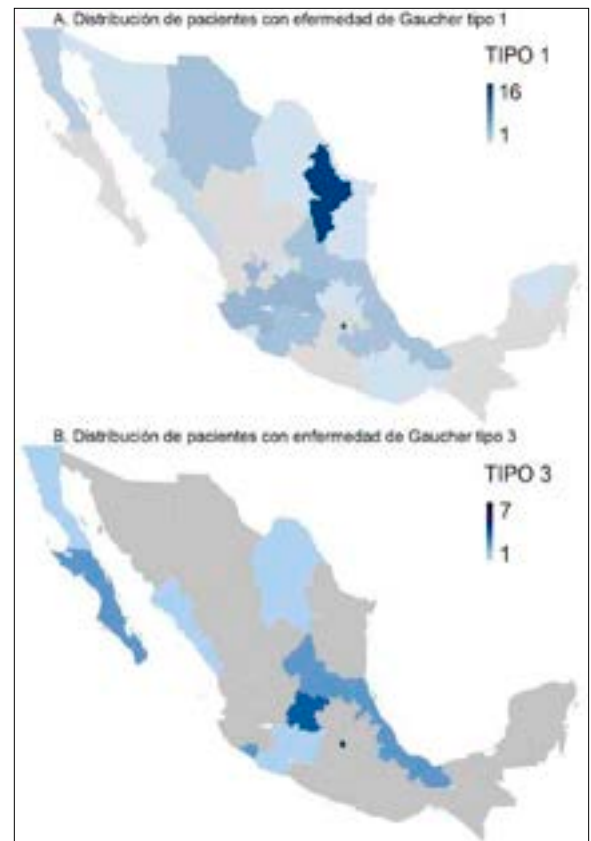 A. Distribución de pacientes con efermedad de Gaucher tipo 1
TIPO 1
16
1
B. Distribución de pacientes con enfermedad de Gaucher tipo 3
TIPO 3
7
1